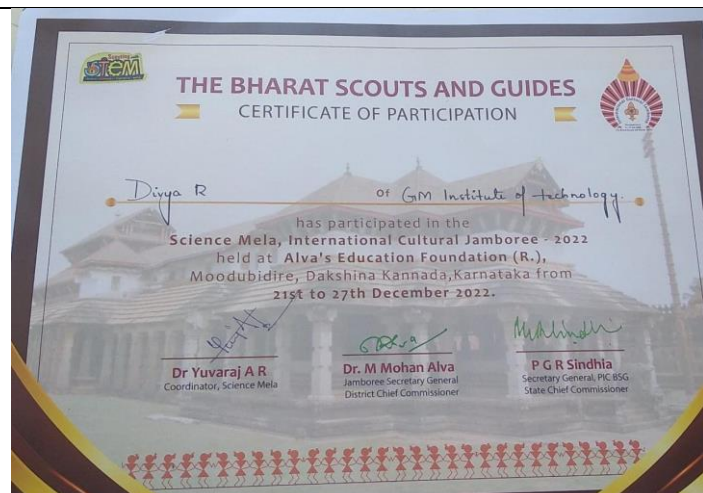 STEM
THE BHARAT SCOUTS AND GUIDES
CERTIFICATE OF PARTICIPATION
Divya R of GM Institute of technology.
has participated in the
Science Mela, International Cultural Jamboree - 2022
held at Alva's Education Foundation (R.),
Moodubidire, Dakshina Kannada,Karnataka from
21st to 27th December 2022.
Dr Yuvaraj A R
Coordinator, Science Mela
Dr. M Mohan Alva
Jamboree Secretary General
District Chief Commissioner
P G R Sindhia
Secretary General, PIC BSG
State Chief Commissioner